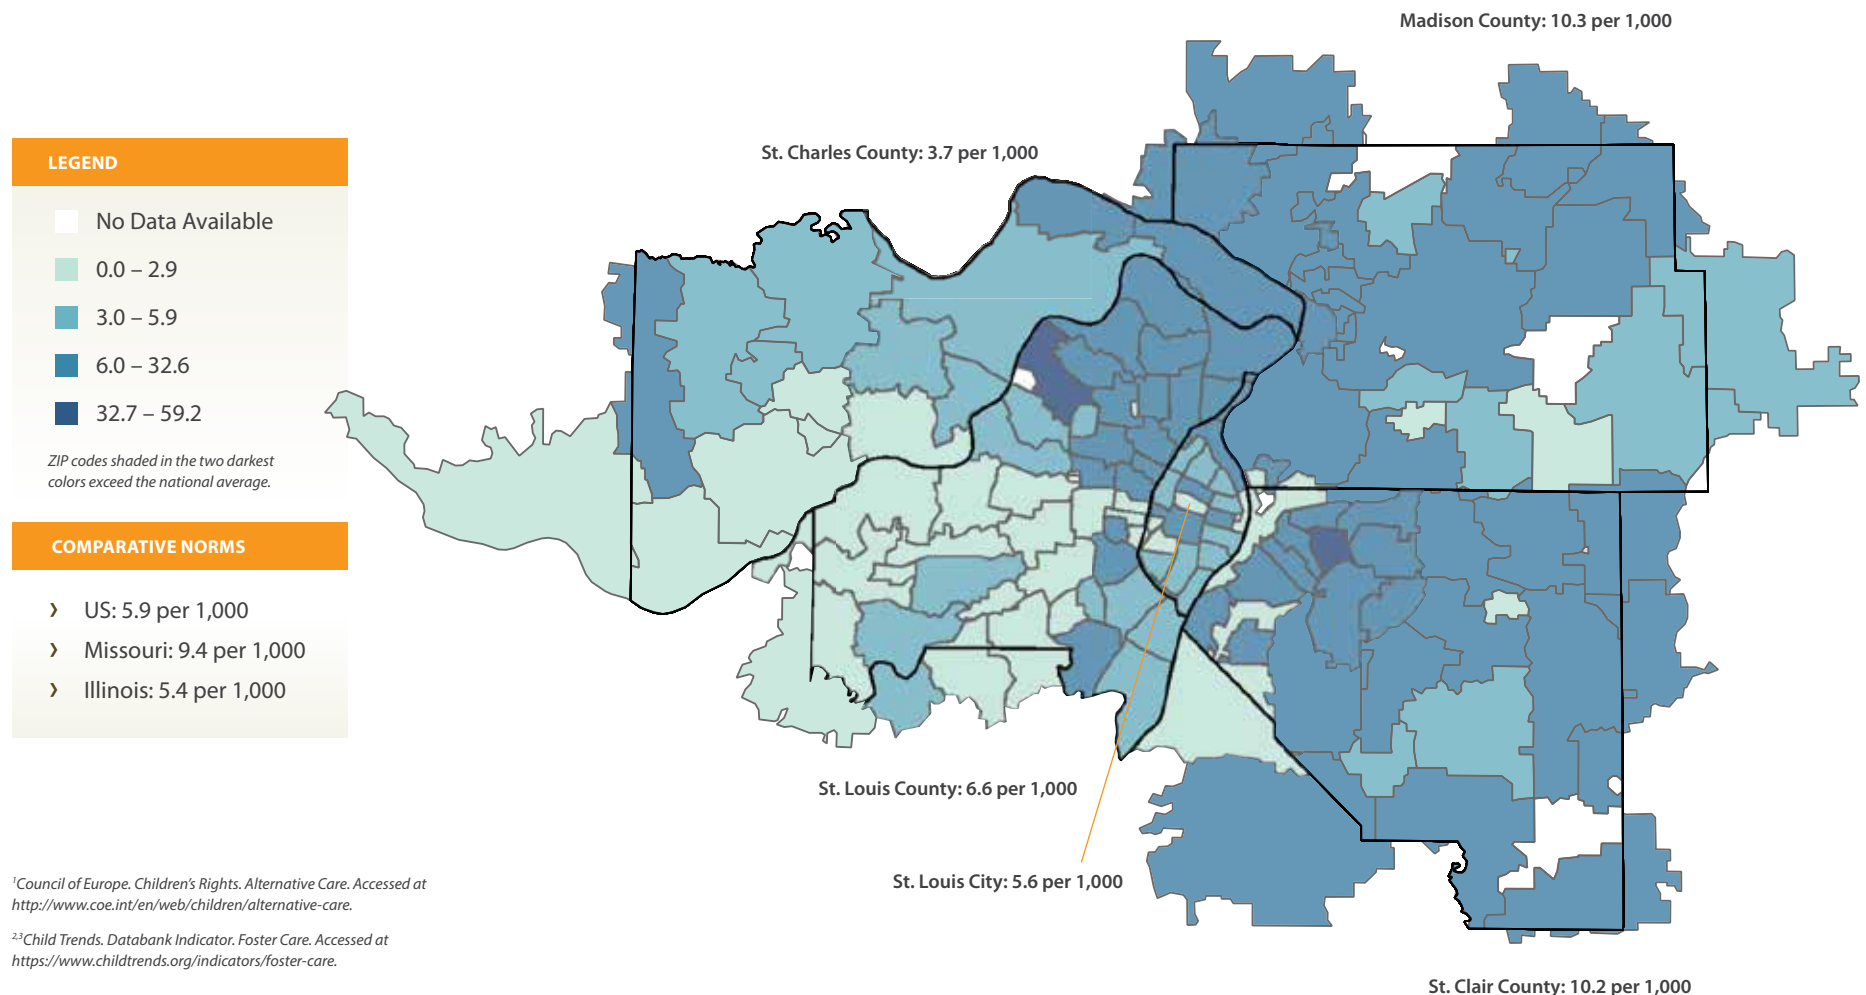 Madison County: 10.3 per 1,000
St. Charles County: 3.7 per 1,000
LEGEND
No Data Available
0.0 – 2.9
3.0 – 5.9
6.0 – 32.6
32.7 – 59.2
ZIP codes shaded in the two darkest
colors exceed the national average.
COMPARATIVE NORMS
› US: 5.9 per 1,000
› Missouri: 9.4 per 1,000
› Illinois: 5.4 per 1,000
St. Louis County: 6.6 per 1,000
St. Louis City: 5.6 per 1,000
1Council of Europe. Children’s Rights. Alternative Care. Accessed at
http://www.coe.int/en/web/children/alternative-care.
2,3Child Trends. Databank Indicator. Foster Care. Accessed at
https://www.childtrends.org/indicators/foster-care.
St. Clair County: 10.2 per 1,000